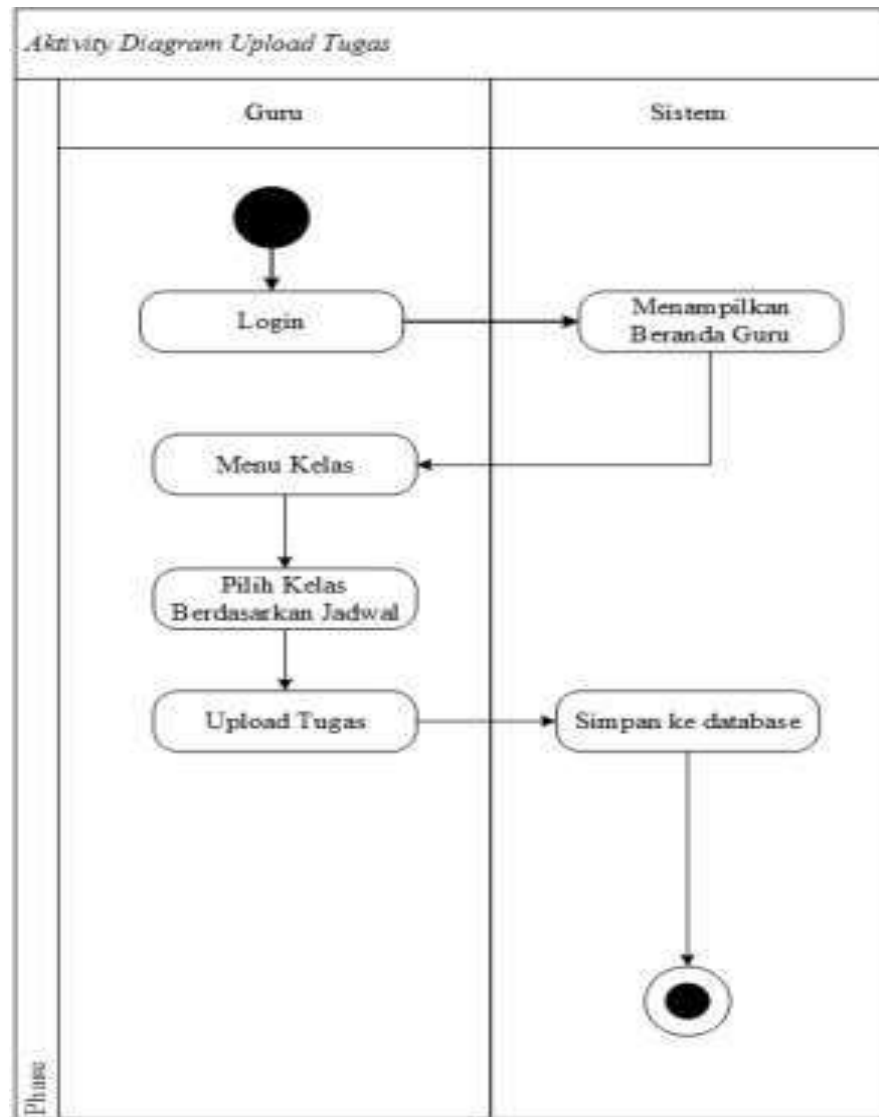 Aktivity Diagram Upload Tugas
Guru
Sistem
Login
Menampilkan
Beranda Guru
Menu Kelas
Pilih Kelas
Berdasarkan Jadwal
Upload Tugas
Simpan ke database
Phase